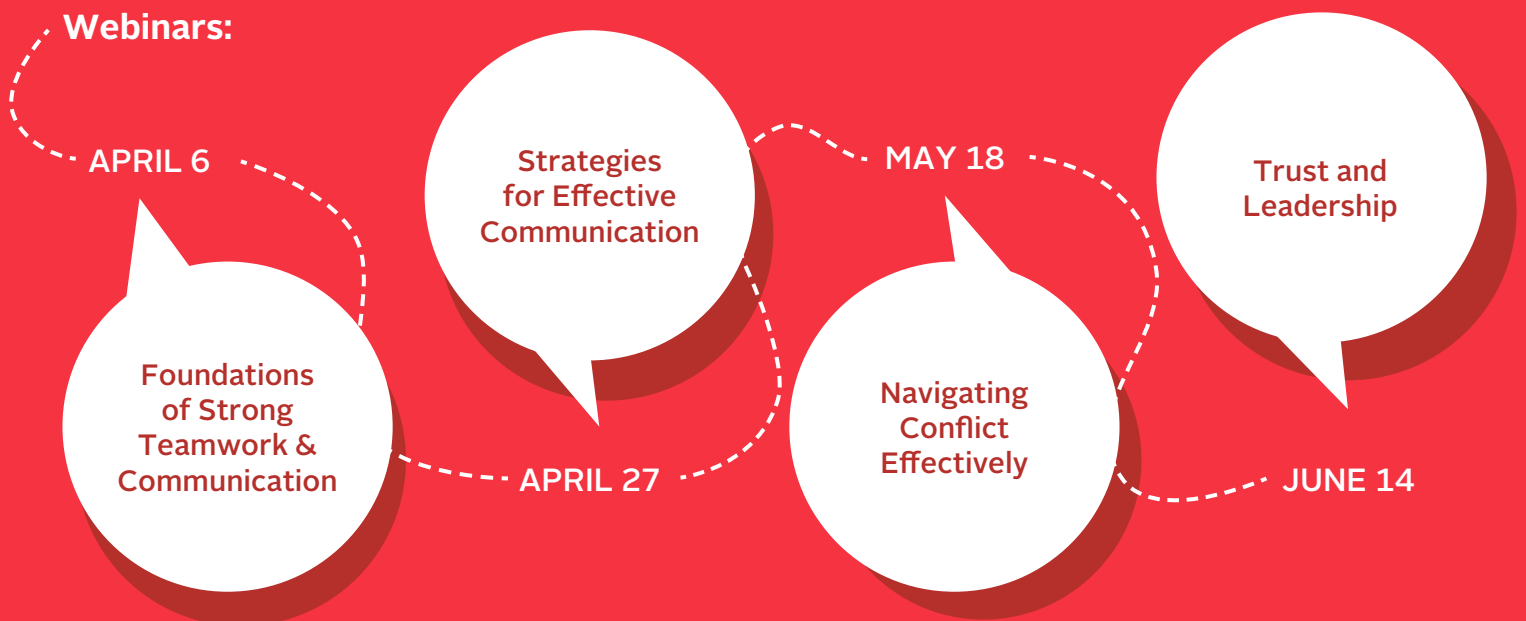 Webinars:
APRIL 6
Foundations
of Strong
Teamwork &
Communication
APRIL 27
Strategies
for Effective
Communication
MAY 18
Navigating
Conflict
Effectively
JUNE 14
Trust and
Leadership